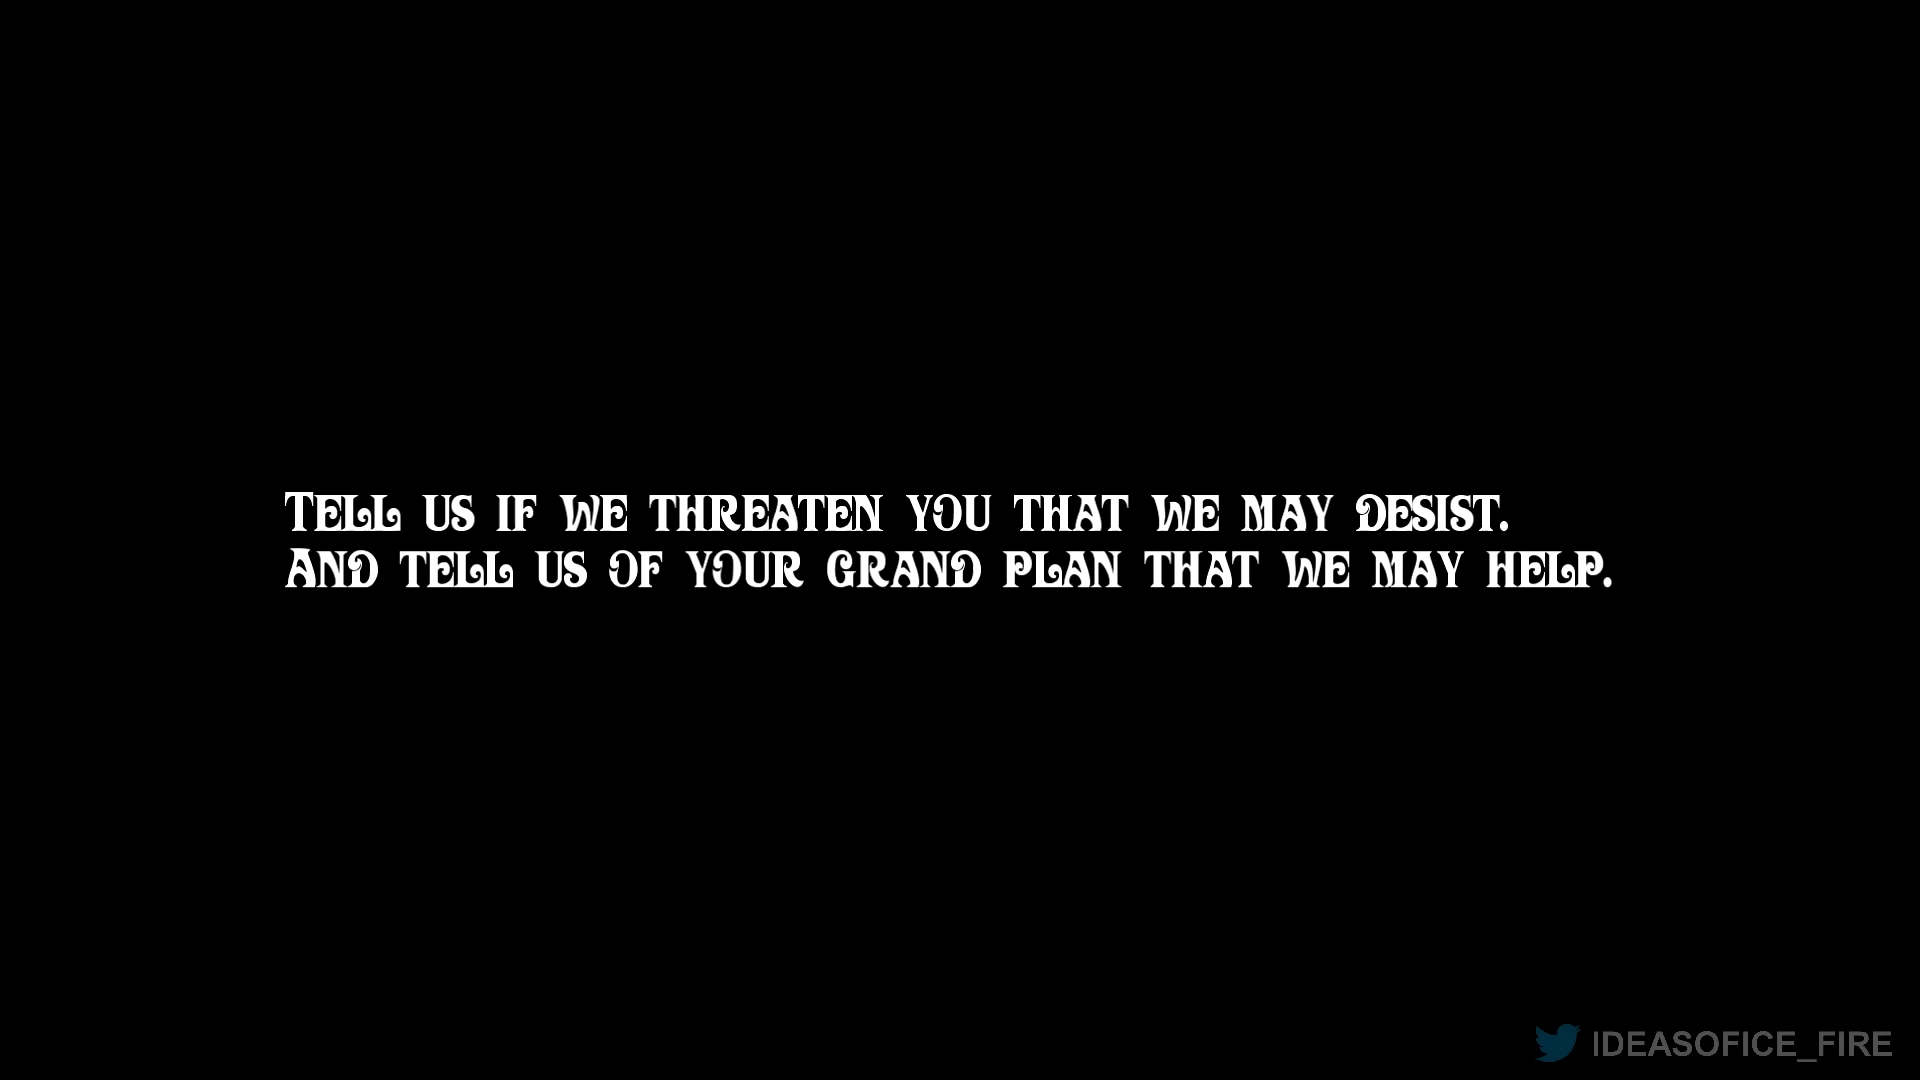 Tell us if we threaten you that we may desist.
And tell us of your grand plan that we may help.
IDEASOFICE_FIRE